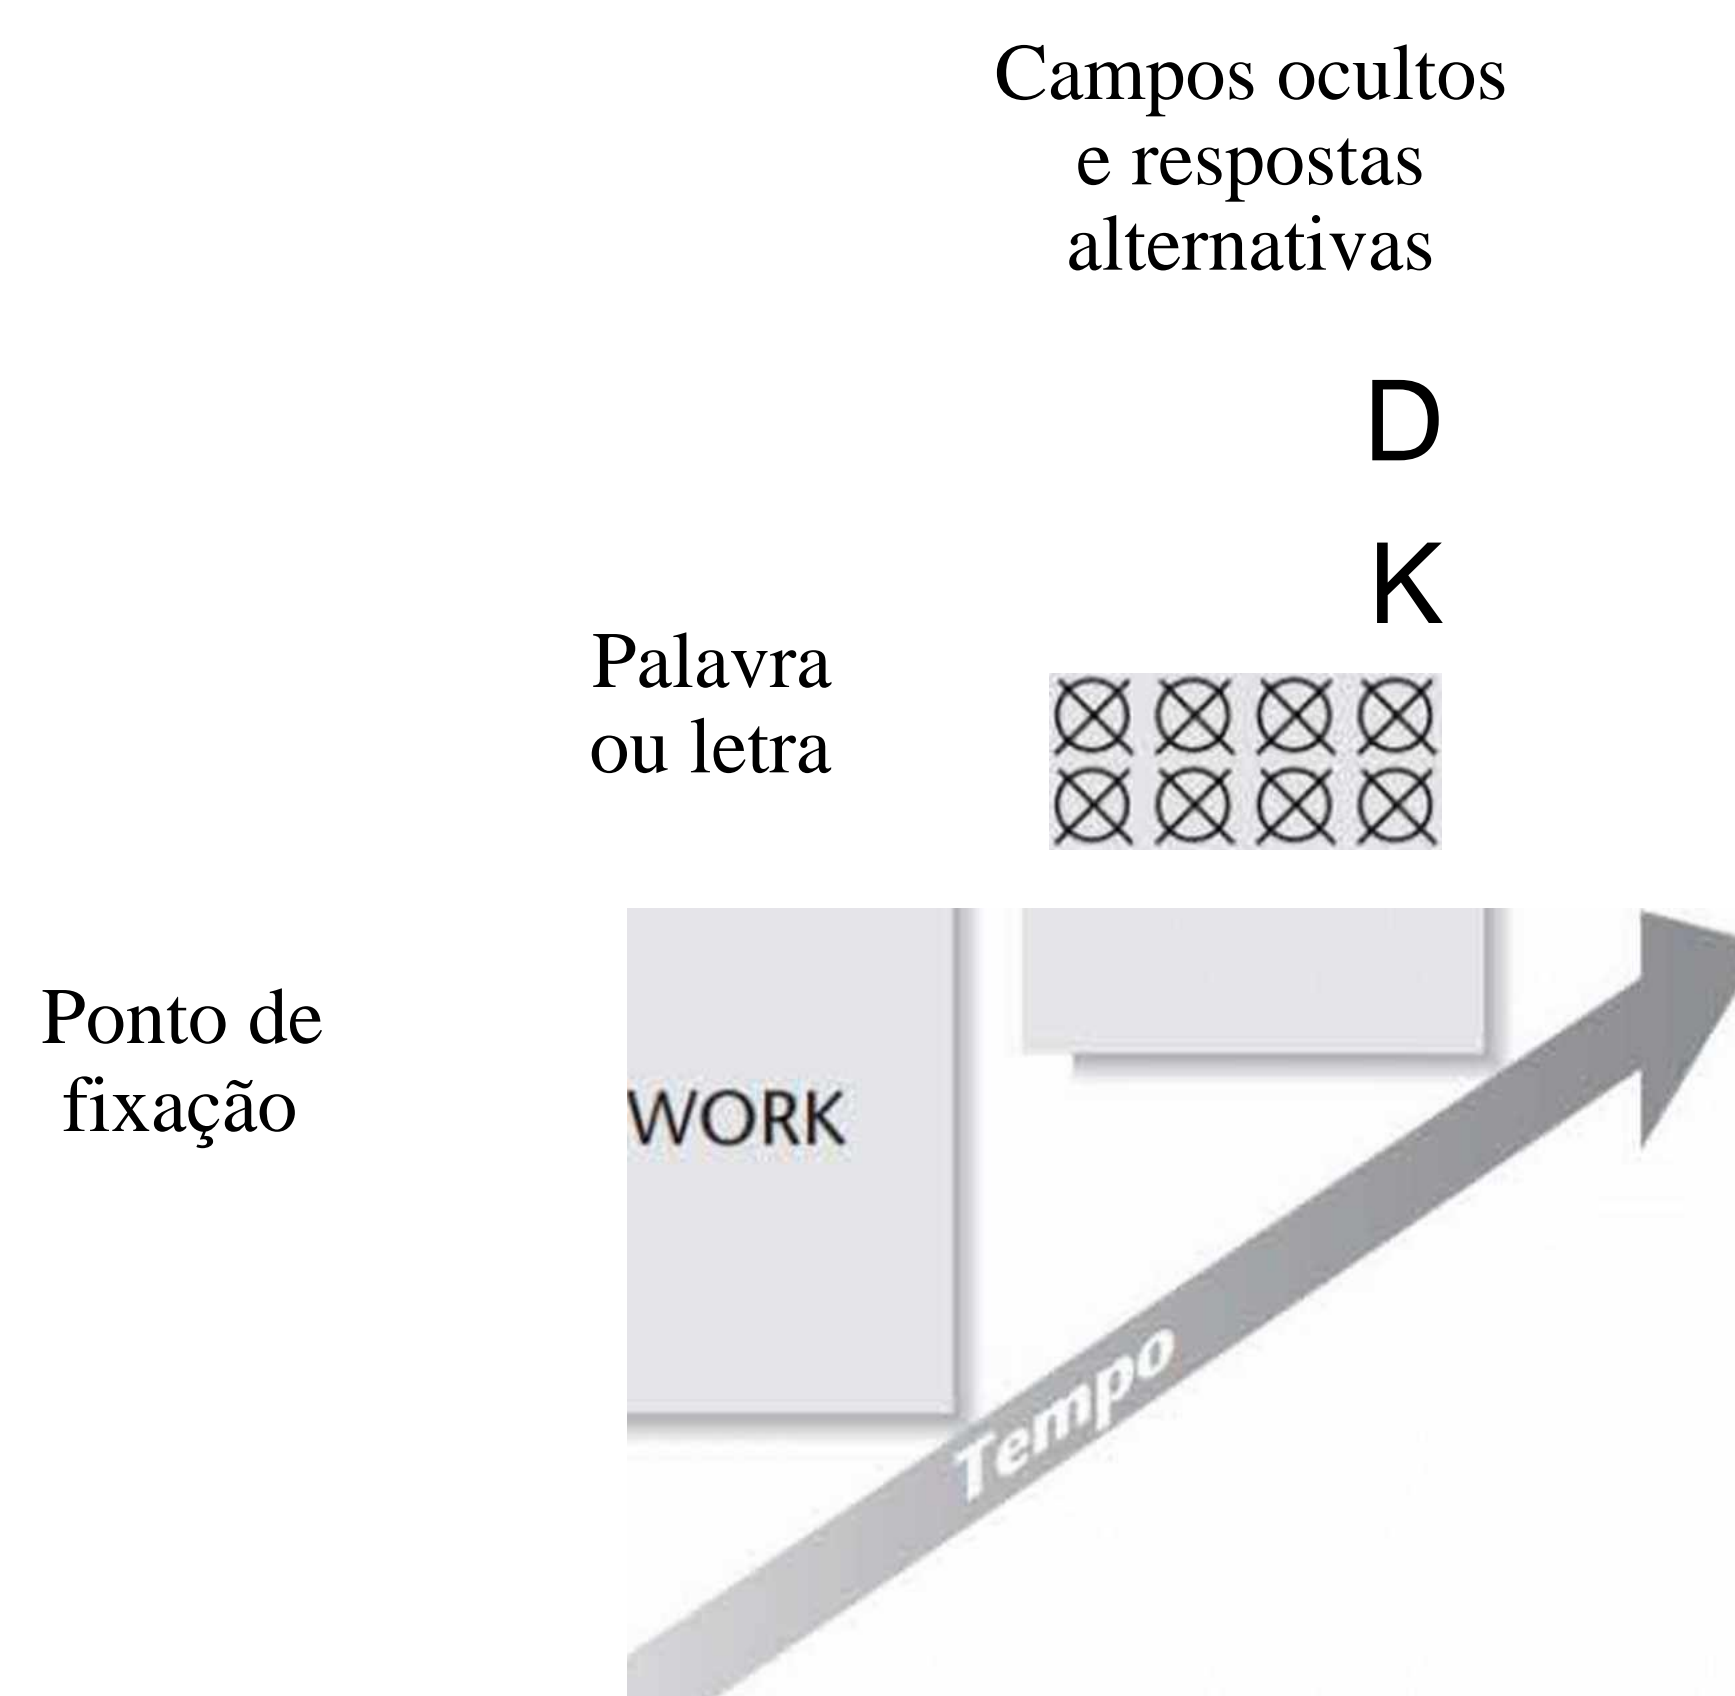 Campos ocultos
e respostas
alternativas
D
K
Palavra
ou letra
Ponto de
fixação
WORK
Tempo